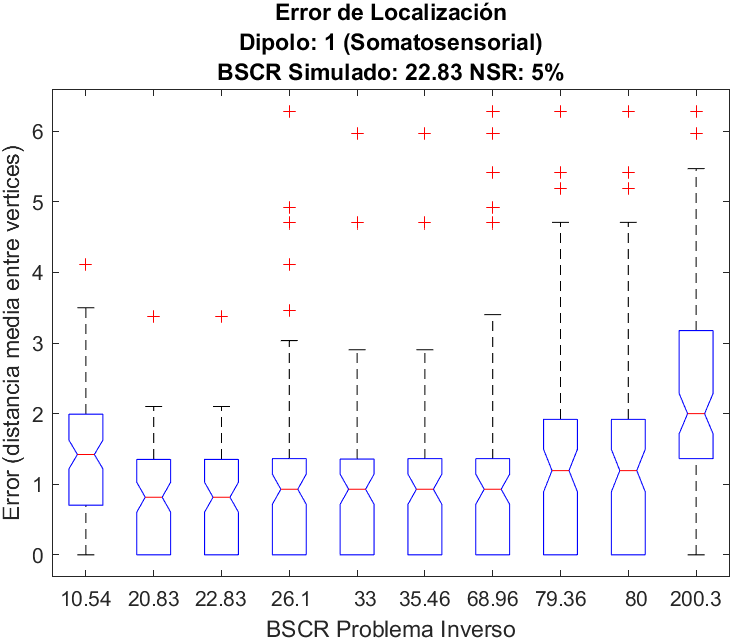 Error de Localización
Dipolo: 1 (Somatosensorial)
BSCR Simulado: 22.83 NSR: 5%
Error (distancia media entre vertices)
6
5
4
3
2
1
0
10.54 20.83 22.83 26.1 33 35.46 68.96 79.36 80 200.3
BSCR Problema Inverso